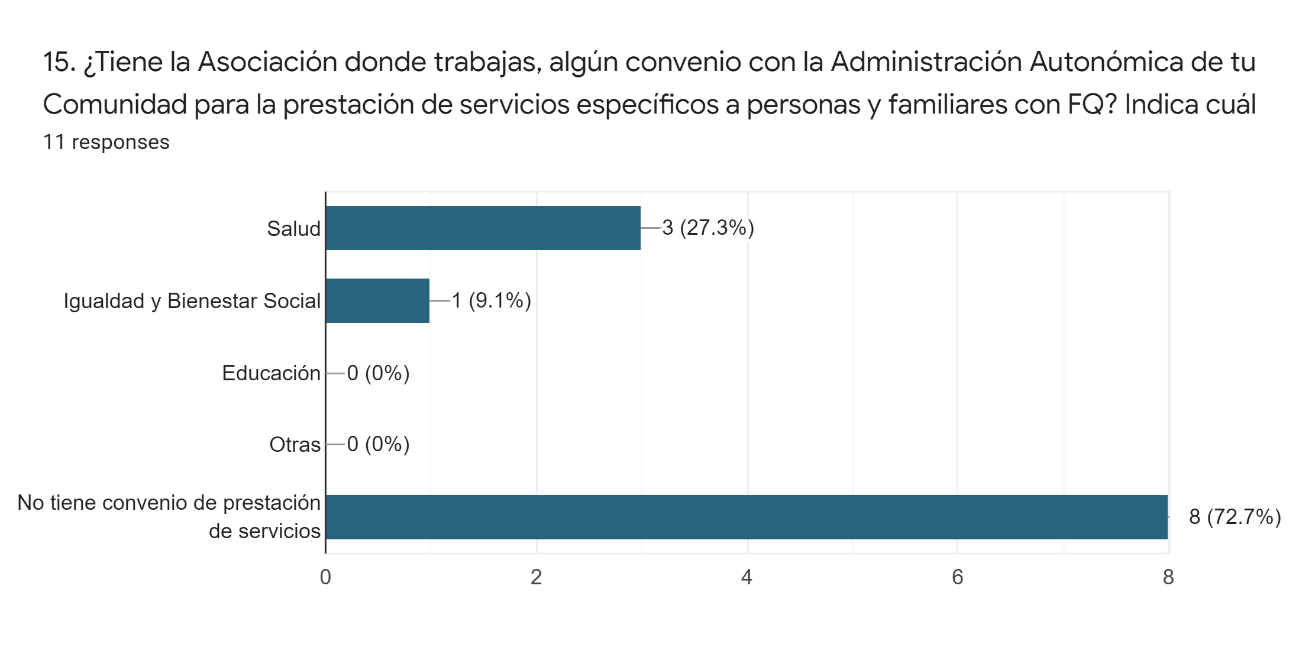 15. ¿Tiene la Asociación donde trabajas, algún convenio con la Administración Autonómica de tu
Comunidad para la prestación de servicios específicos a personas y familiares con FQ? Indica cuál
11 responses
Salud
3 (27.3%)
Igualdad y Bienestar Social
1 (9.1%)
Educación
0 (0%)
Otras
0 (0%)
No tiene convenio de prestación
de servicios
8 (72.7%)
0
2
4
6
8